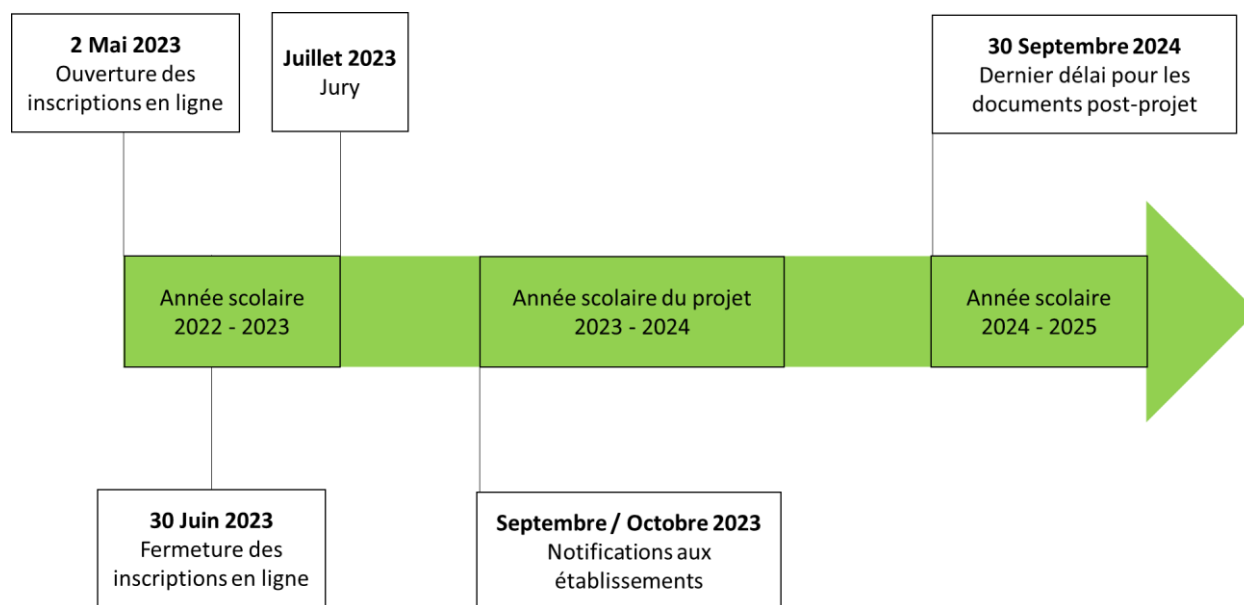 2 Mai 2023
Ouverture des
inscriptions en ligne
Juillet 2023
Jury
30 Septembre 2024
Dernier délai pour les
documents post-projet
Année scolaire
2022 - 2023
Année scolaire du projet
2023 - 2024
Année scolaire
2024 - 2025
30 Juin 2023
Fermeture des
inscriptions en ligne
Septembre / Octobre 2023
Notifications aux
établissements